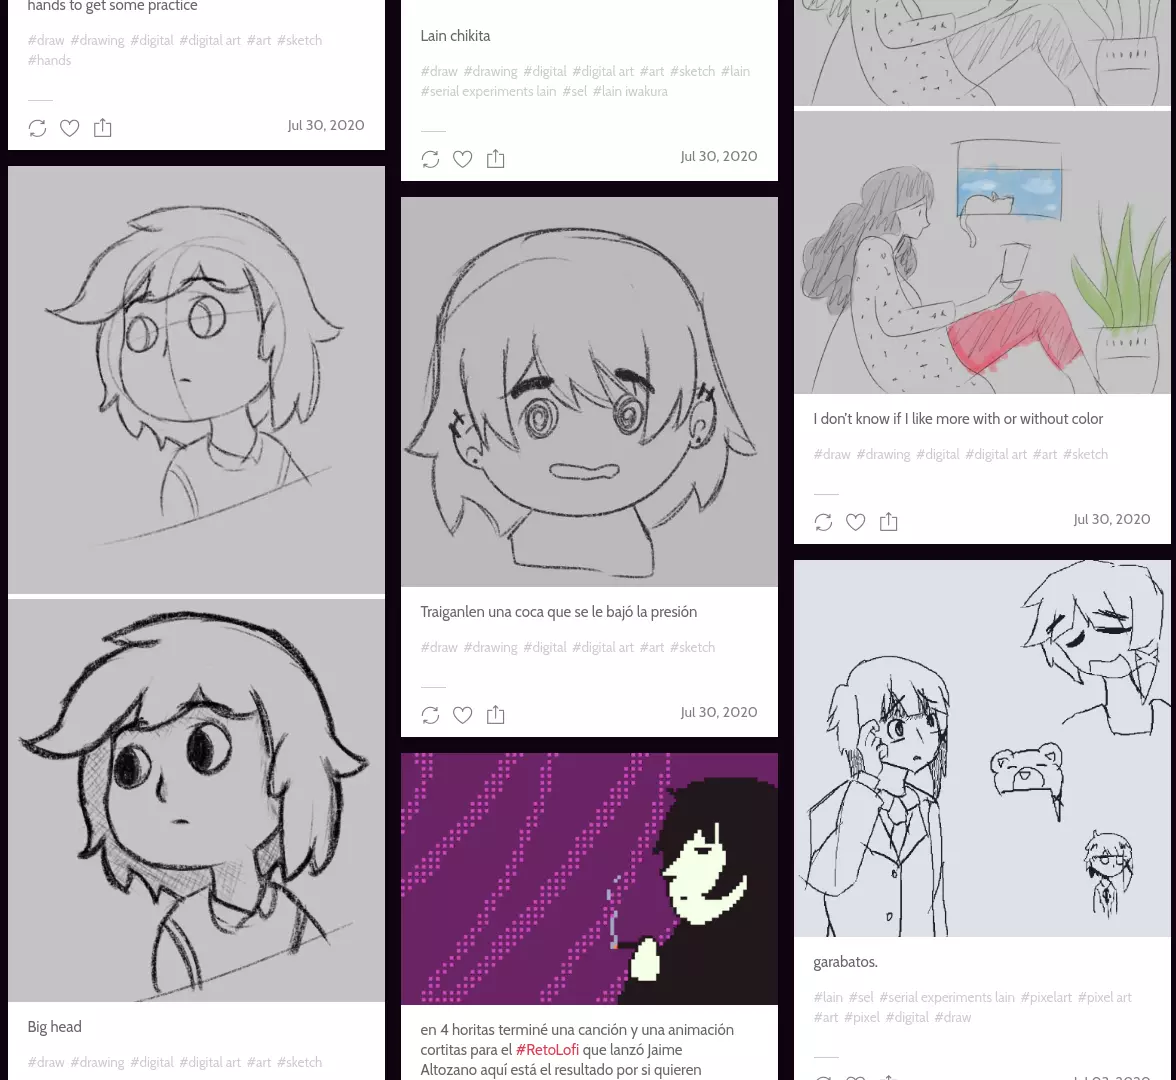 hands to get some practice
#draw #drawing #digital #digital art #art #sketch
#hands
Jul 30, 2020
Big head
#draw #drawing #digital #digital art #art #sketch
Lain chikita
#draw #drawing #digital #digital art #art #sketch #lain
#serial experiments lain #sel #lain iwakura
Jul 30, 2020
Traiganlen una coca que se le bajó la presión
#draw #drawing #digital #digital art #art #sketch
Jul 30, 2020
en 4 horitas terminé una canción y una animación
cortitas para el #RetoLofi que lanzó Jaime
Altozano aquí está el resultado por si quieren
I don't know if I like more with or without color
#draw #drawing #digital #digital art #art #sketch
Jul 30, 2020
garabatos.
#lain #sel #serial experiments lain #pixelart #pixel art
#art #pixel #digital #draw